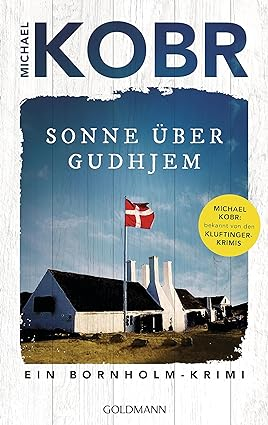 MICHAEL
KOBR
SONNE ÜBER
GUDHJEM
MICHAEL
KOBR:
bekannt von den
KLUFTINGER-
KRIMIS
EIN BORNHOLM-KRIMI
GOLDMANN